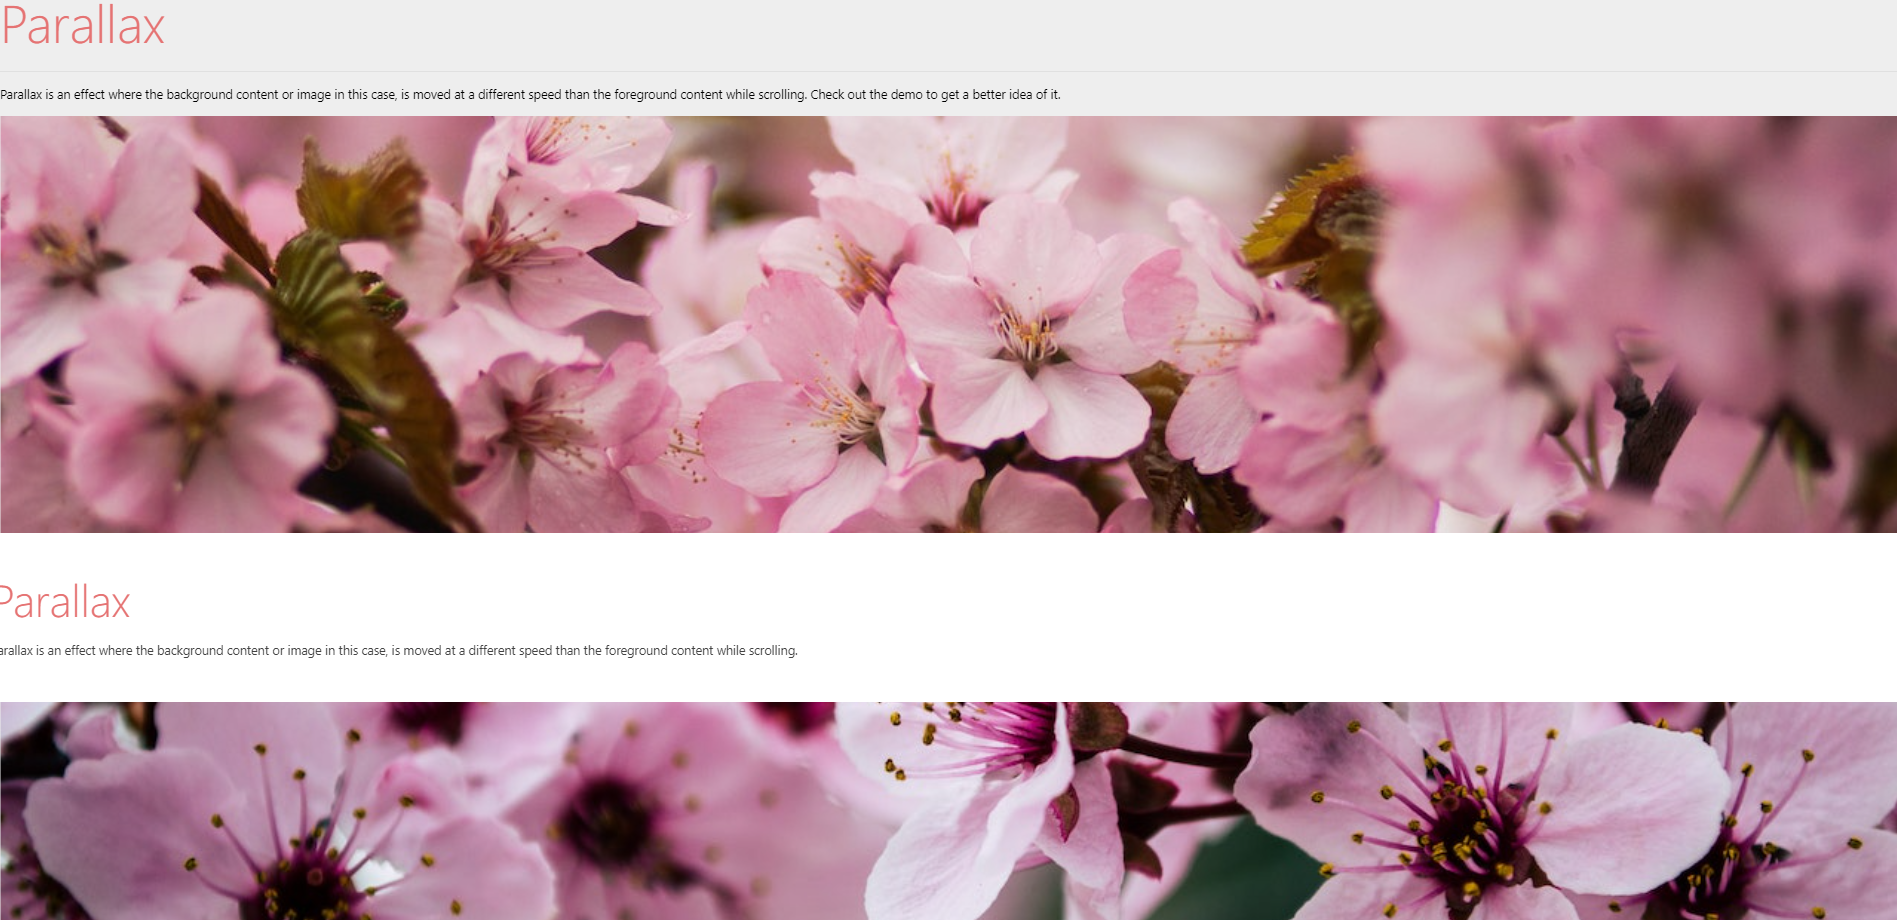 Parallax
Parallax is an effect where the background content or image in this case, is moved at a different speed than the foreground content while scrolling. Check out the demo to get a better idea of it.
Parallax
arallax is an effect where the background content or image in this case, is moved at a different speed than the foreground content while scrolling.